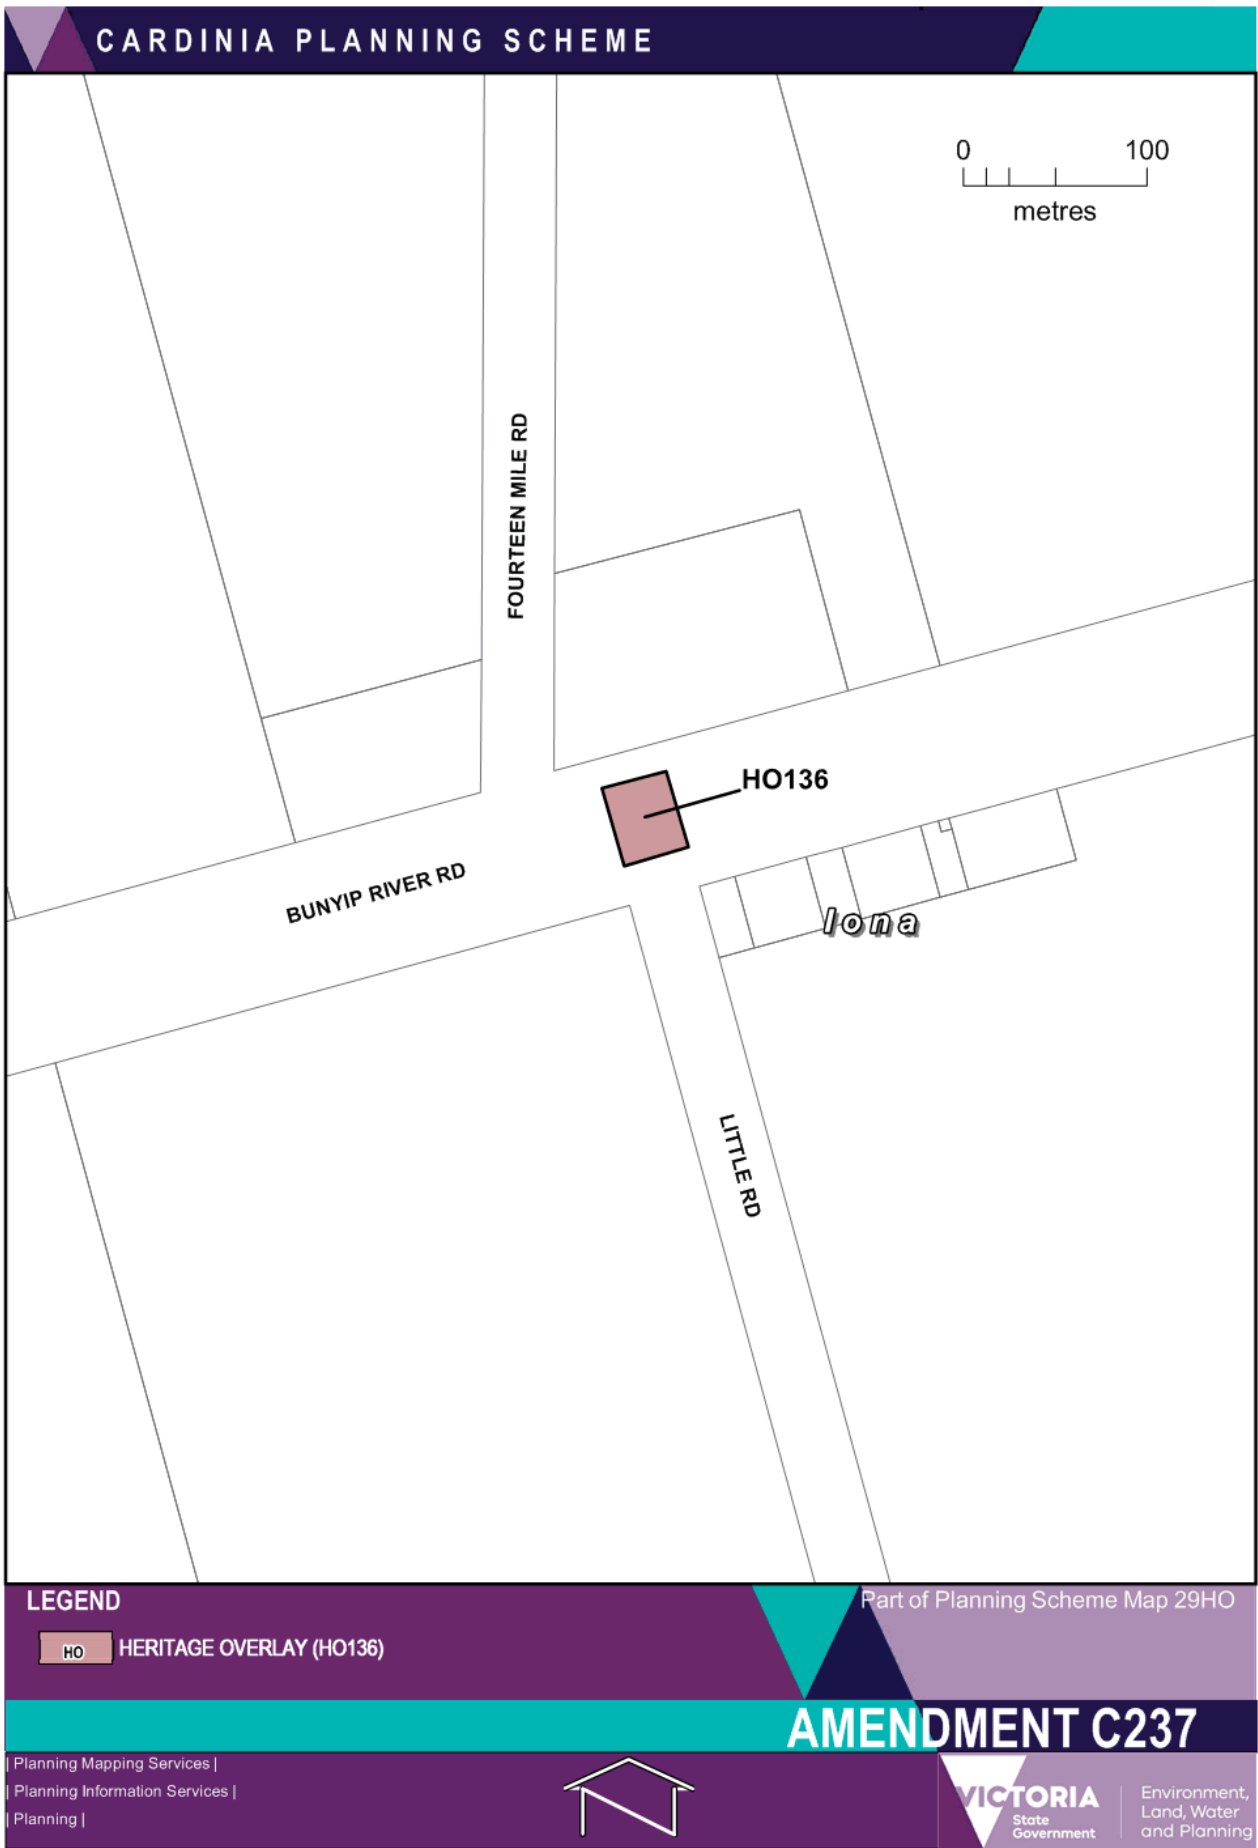 CARDINIA PLANNING SCHEME
0 100
metres
FOURTEEN MILE RD
HO136
BUNYIP RIVER RD
Iona
LITTLE RD
LEGEND
Part of Planning Scheme Map 29HO
HO HERITAGE OVERLAY (HO136)
AMENDMENT C237
| Planning Mapping Services |
| Planning Information Services |
| Planning |
VICTORIA
State
Government
Environment,
Land, Water
and Planning